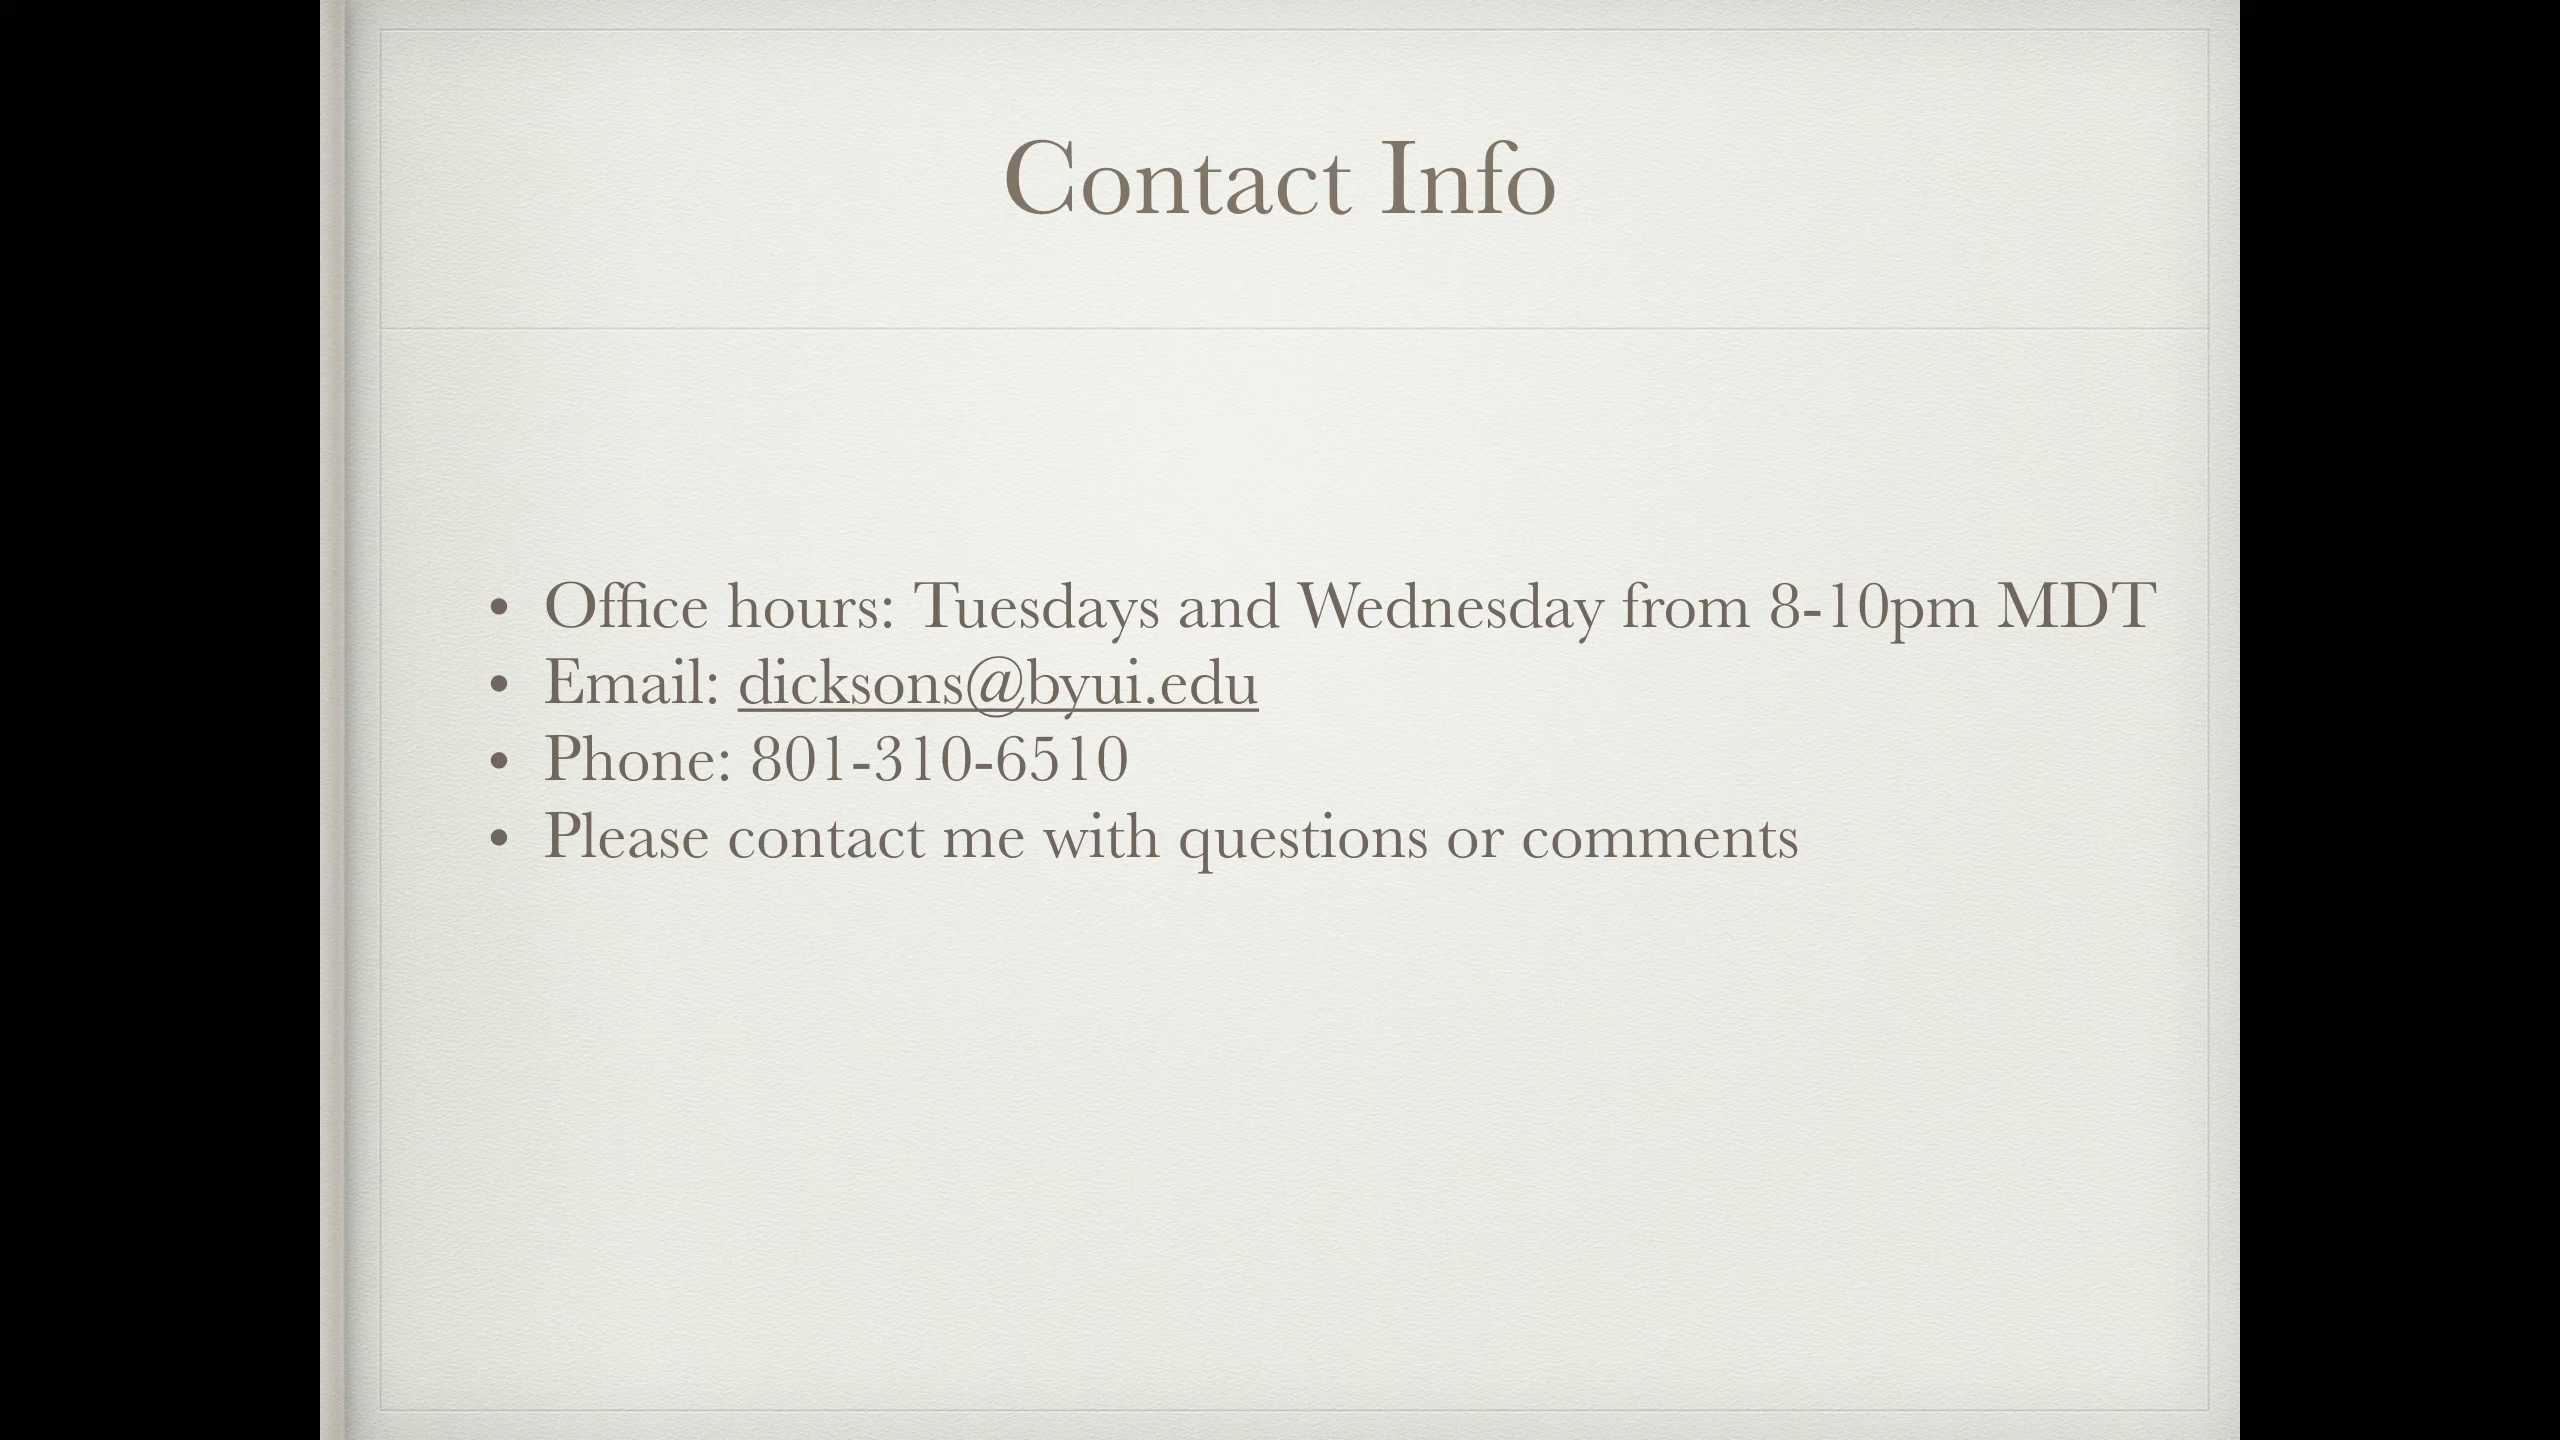 Contact Info
• Office hours: Tuesdays and Wednesday from 8-10pm MDT
• Email: dicksons@byui.edu
• Phone: 801-310-6510
• Please contact me with questions or comments